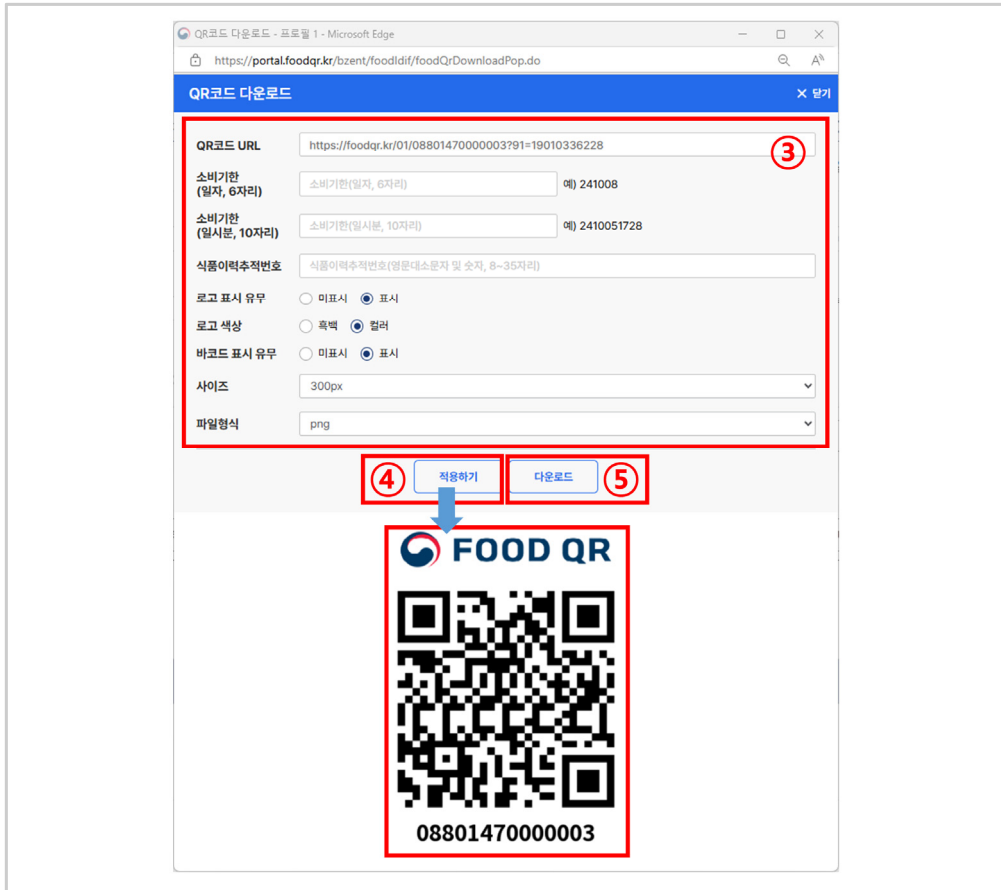 QR코드 다운로드 - 프로필 1 - Microsoft Edge
https://portal.foodqr.kr/bzent/foodIdif/foodQrDownloadPop.do
QR코드 다운로드 × 닫기
QR코드 URL https://foodqr.kr/01/08801470000003?91=19010336228 ③
소비기한
(일자, 6자리) 소비기한(일자, 6자리) 예) 241008
소비기한
(일시분, 10자리) 소비기한(일시분, 10자리) 예) 2410051728
식품이력추적번호 식품이력추적번호(영문대소문자 및 숫자, 8~35자리)
로고 표시 유무 미표시 표시
로고 색상 흑백 컬러
바코드 표시 유무 미표시 표시
사이즈 300px
파일형식 png
④ 적용하기 다운로드 ⑤
FOOD QR
08801470000003